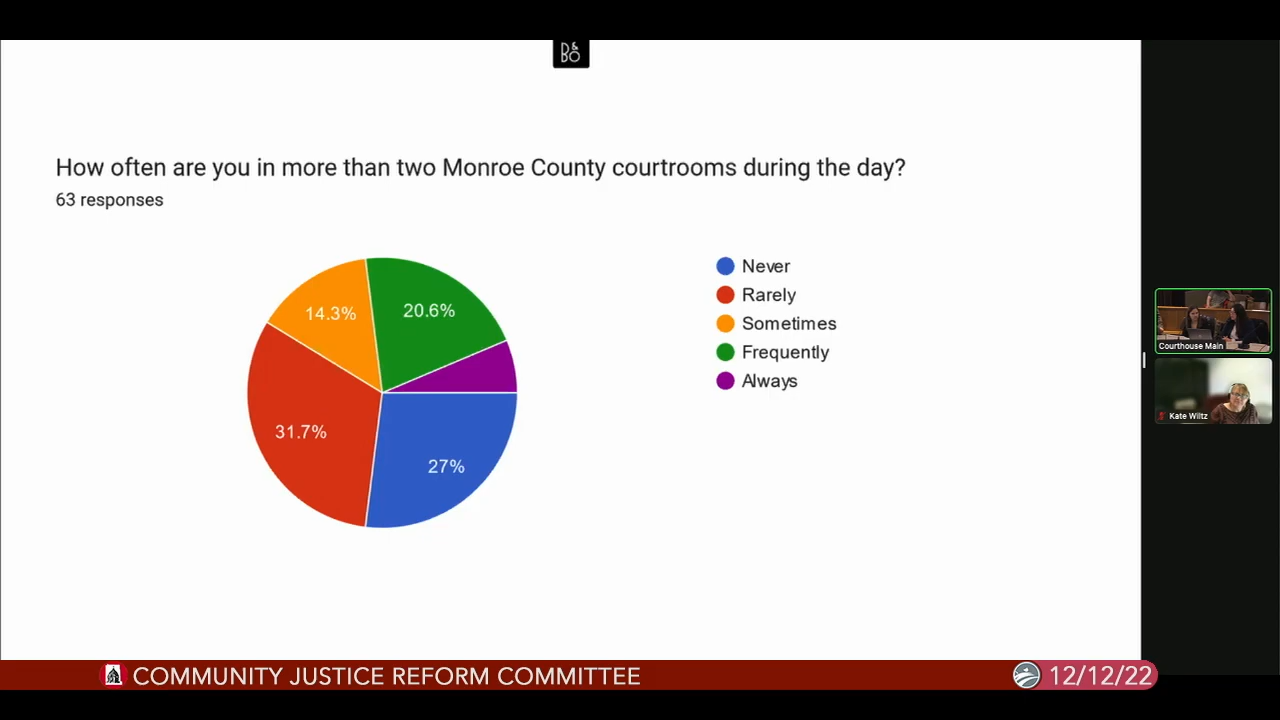 D&
BO
How often are you in more than two Monroe County courtrooms during the day?
63 responses
Never
Rarely
Sometimes
Frequently
Always
14.3%
20.6%
31.7%
27%
Courthouse Main
Kate Wiltz
COMMUNITY JUSTICE REFORM COMMITTEE
12/12/22